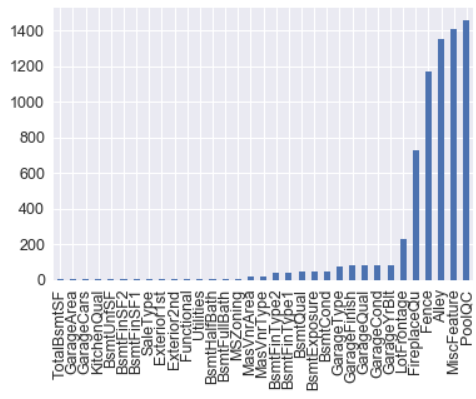 1400
1200
1000
800
600
400
200
0
TotalBsmtSF
GarageArea
GarageCars
KitchenQual
BsmtUnfSF
BsmtFinSF2
BsmtFinSF1
SaleType
Exterior1st
Exterior2nd
Functional
Utilities
BsmtHalfBath
BsmtFullBath
MSZoning
MasVnrArea
MasVnrType
BsmtFinType2
BsmtFinType1
BsmtQual
BsmtExposure
BsmtCond
GarageType
GarageFinish
GarageQual
GarageCond
GarageYrBlt
LotFrontage
FireplaceQu
Fence
Alley
MiscFeature
PoolQC